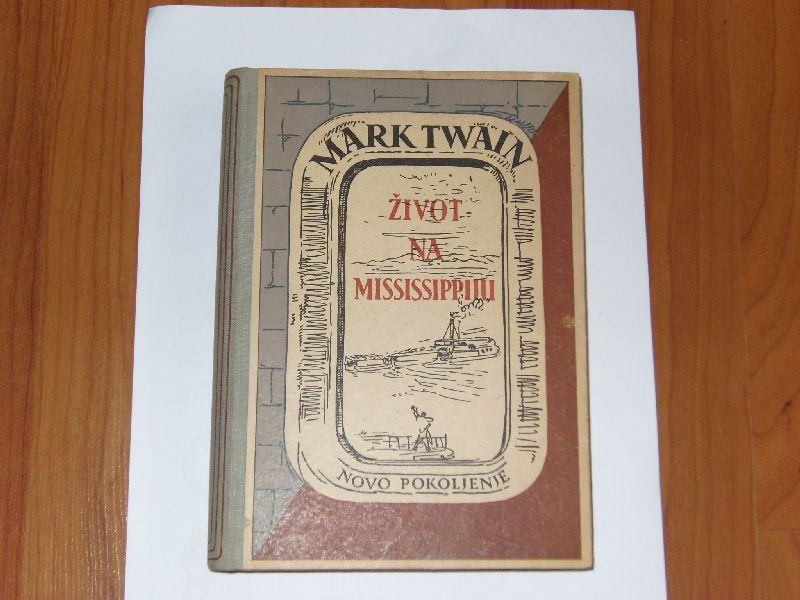 MARK TWAIN
ŽIVOT
NA
MISSISSIPPIJU
NOVO POKOLJENJE